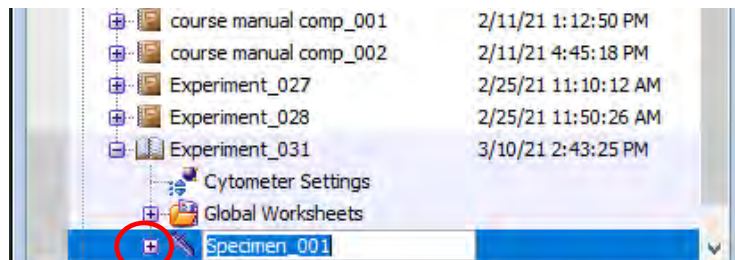 course manual comp_001 2/11/21 1:12:50 PM
course manual comp_002 2/11/21 4:45:18 PM
Experiment_027 2/25/21 11:10:12 AM
Experiment_028 2/25/21 11:50:26 AM
Experiment_031 3/10/21 2:43:25 PM
Cytometer Settings
Global Worksheets
Specimen_001